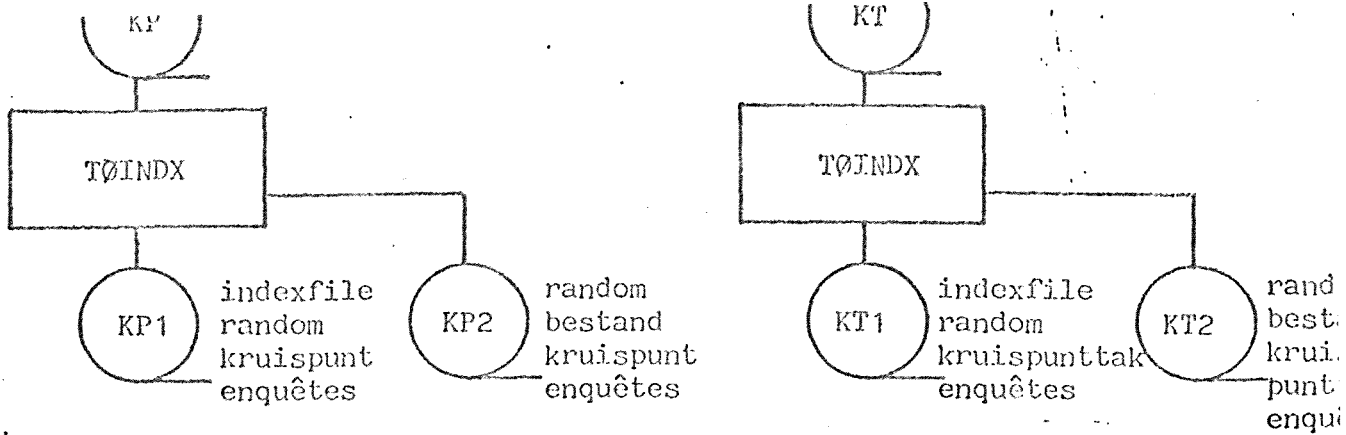 KP
TØINDX
KP1
indexfile
random
kruispunt
enquêtes
KP2
random
bestand
kruispunt
enquêtes
KT
TØINDX
KT1
indexfile
random
kruispunttak
enquêtes
KT2